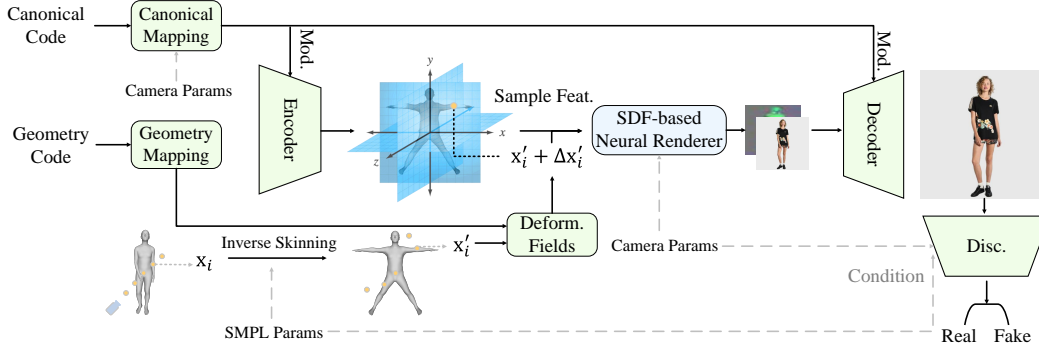 Canonical
Code
Canonical
Mapping
Mod.
Mod.
Camera Params
Encoder
y
x
z
Sample Feat.
SDF-based
Neural Renderer
Decoder
Geometry
Code
Geometry
Mapping
x′i + Δx′i
Deform.
Fields
Inverse Skinning
xi
x′i
Camera Params
Disc.
Condition
SMPL Params
Real Fake